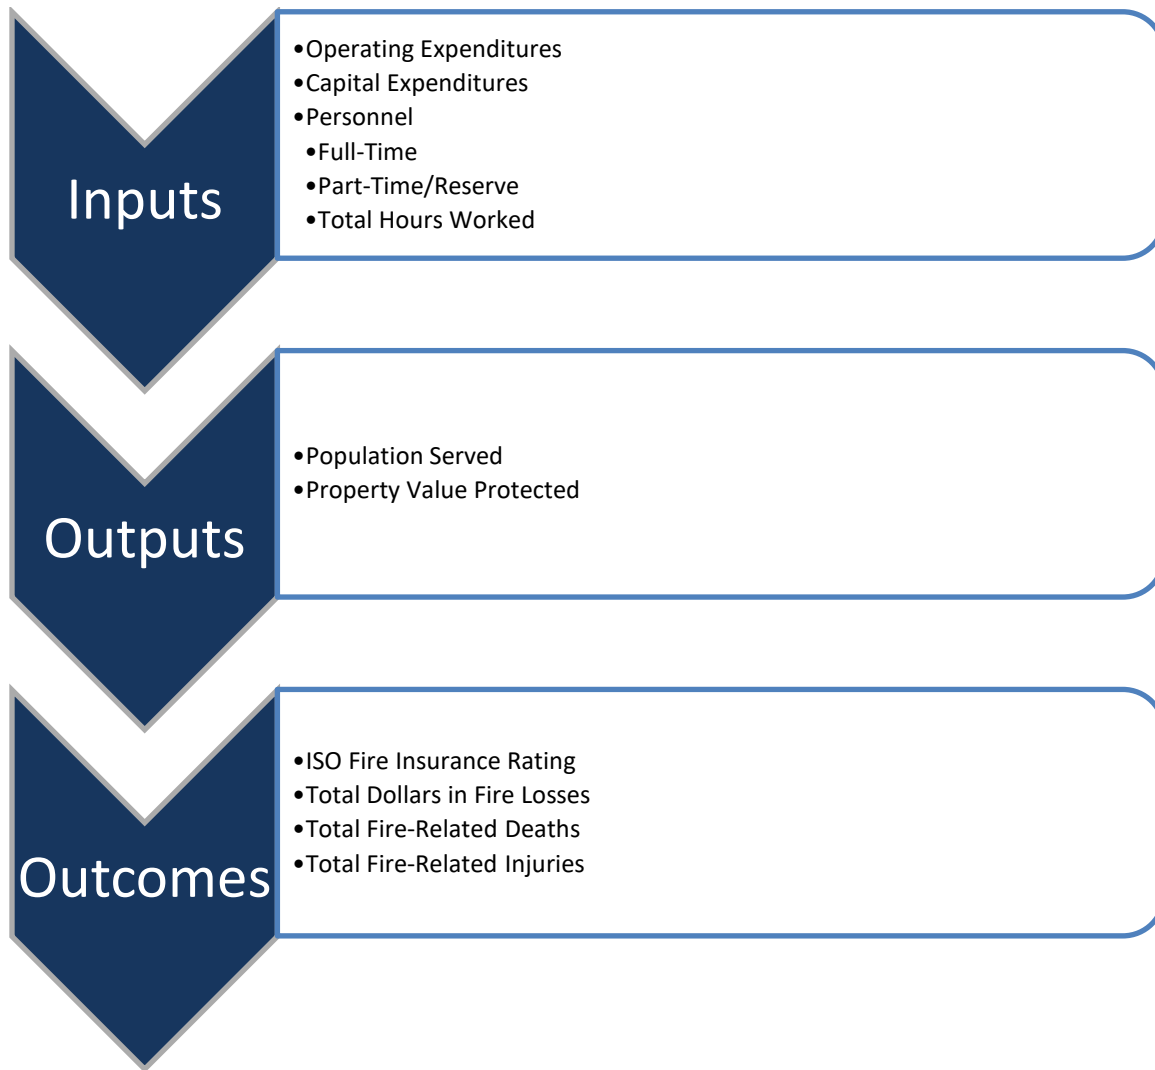 Inputs
•Operating Expenditures
•Capital Expenditures
•Personnel
•Full-Time
•Part-Time/Reserve
•Total Hours Worked
Outputs
•Population Served
•Property Value Protected
Outcomes
•ISO Fire Insurance Rating
•Total Dollars in Fire Losses
•Total Fire-Related Deaths
•Total Fire-Related Injuries